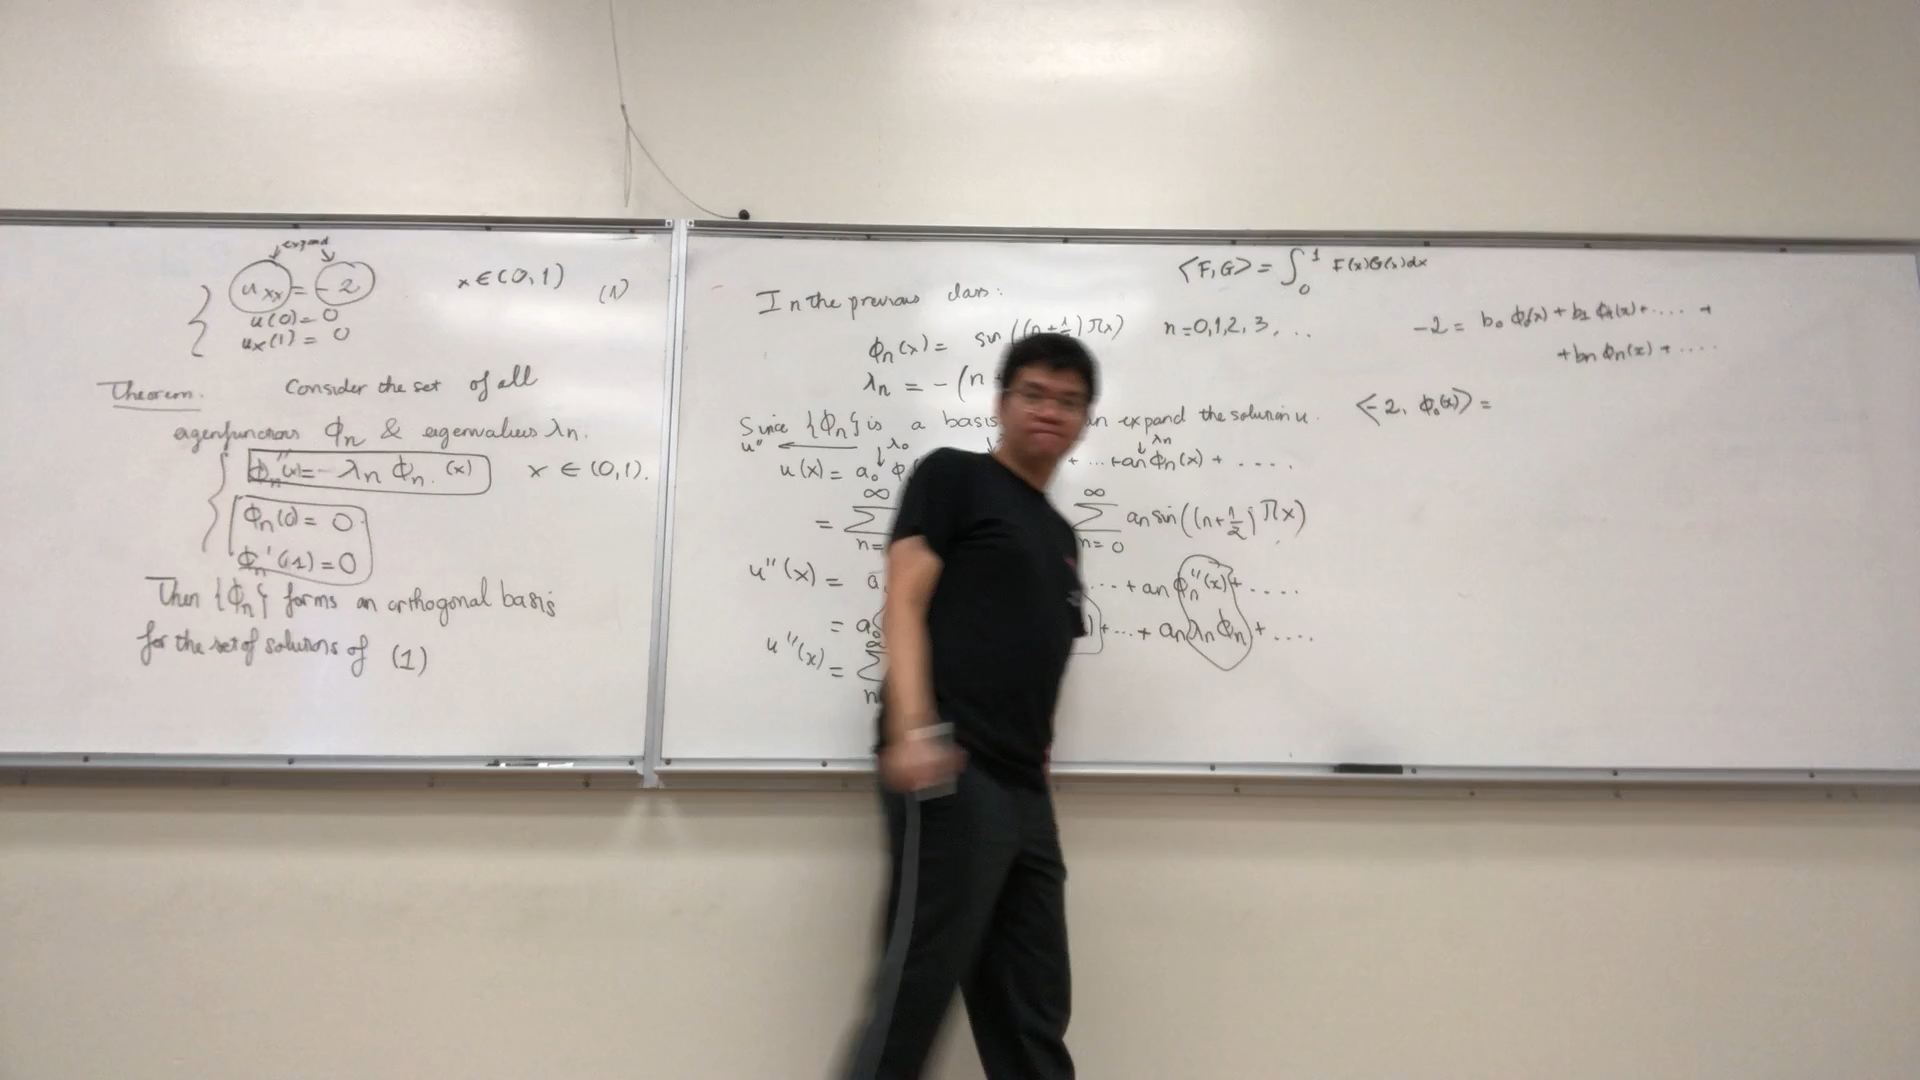 expand
u_xx = -2 x ∈ (0,1) (1)
u(0) = 0
u_x(1) = 0
Theorem. Consider the set of all
eigenfunctions ϕ_n & eigenvalues λ_n.
ϕ_n''(x) = -λ_n ϕ_n (x) x ∈ (0,1).
ϕ_n(0) = 0
ϕ_n'(1) = 0
Then {ϕ_n} forms an orthogonal basis
for the set of solutions of (1)
In the previous class:
ϕ_n(x) = sin((n+1/2)πx) n=0,1,2,3,...
λ_n = -(n
Since {ϕ_n} is a basis an expand the solution u.
u'' ← λ_0 λ_n
u(x) = a_0 ϕ + ... + a_n ϕ_n(x) + ....
= ∑ n= ∞ ∑ n=0 ∞ a_n sin((n+1/2)πx)
u''(x) = a ... + a_n ϕ_n''(x) + ....
= a_0 + ... + a_n λ_n ϕ_n + ....
u''(x) = ∑ n
<F,G> = ∫_0^1 F(x)G(x)dx
-2 = b_0 ϕ_0(x) + b_1 ϕ_1(x) + .... +
+ b_n ϕ_n(x) + ....
<-2, ϕ_0(x)> =